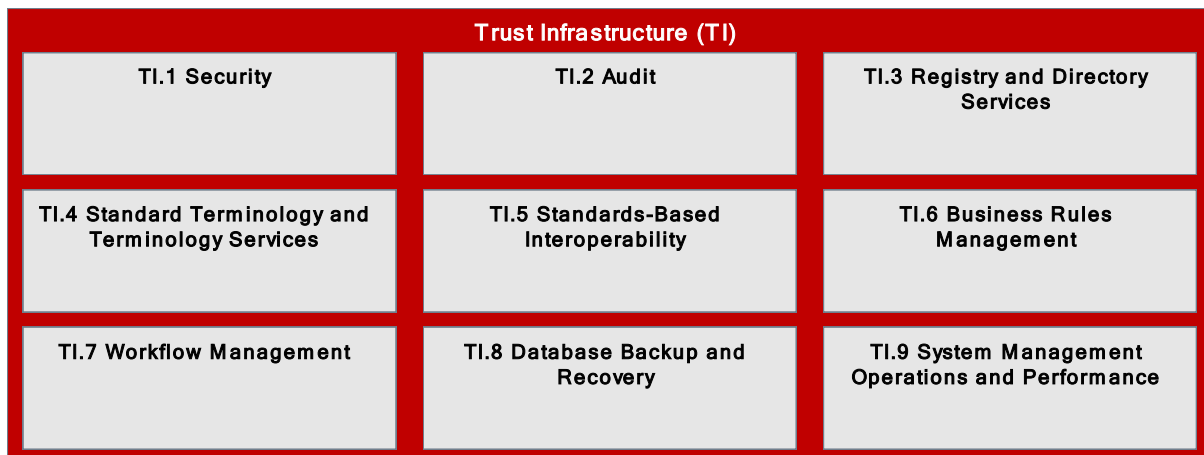 Trust Infrastructure (TI)
TI.1 Security
TI.2 Audit
TI.3 Registry and Directory
Services
TI.4 Standard Terminology and
Terminology Services
TI.5 Standards-Based
Interoperability
TI.6 Business Rules
Management
TI.7 Workflow Management
TI.8 Database Backup and
Recovery
TI.9 System Management
Operations and Performance